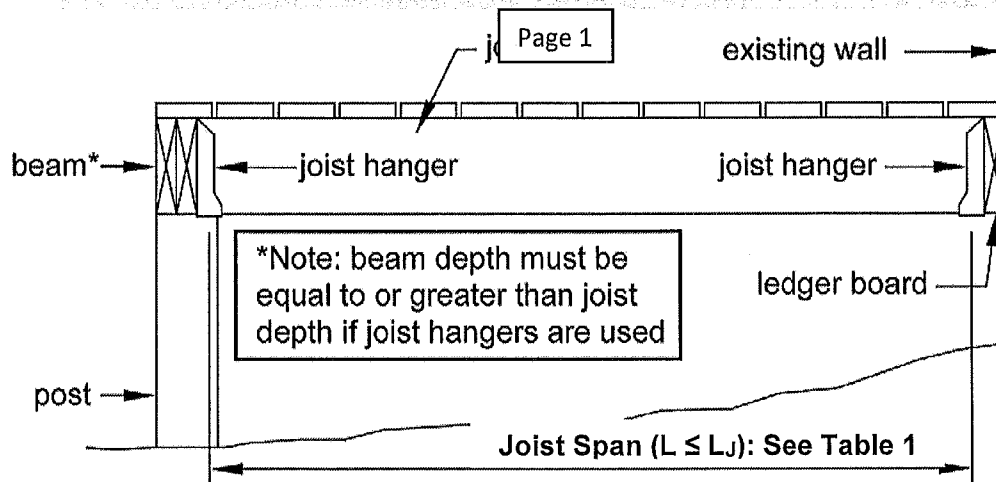 Page 1
existing wall
beam*
joist hanger
joist hanger
*Note: beam depth must be
equal to or greater than joist
depth if joist hangers are used
ledger board
post
Joist Span (L ≤ LJ): See Table 1